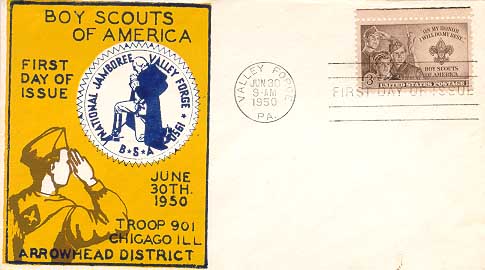 BOY SCOUTS
OF AMERICA
FIRST
DAY OF
ISSUE
NATIONAL JAMBOREE VALLEY FORGE 1950
B·S·A
JUNE
30TH.
1950
TROOP 901
CHICAGO ILL
ARROWHEAD DISTRICT
VALLEY FORGE
JUN 30
9-AM
1950
PA.
ON MY HONOR
I WILL DO MY BEST
BOY SCOUTS
OF AMERICA
3¢
UNITED STATES POSTAGE
FIRST DAY OF ISSUE